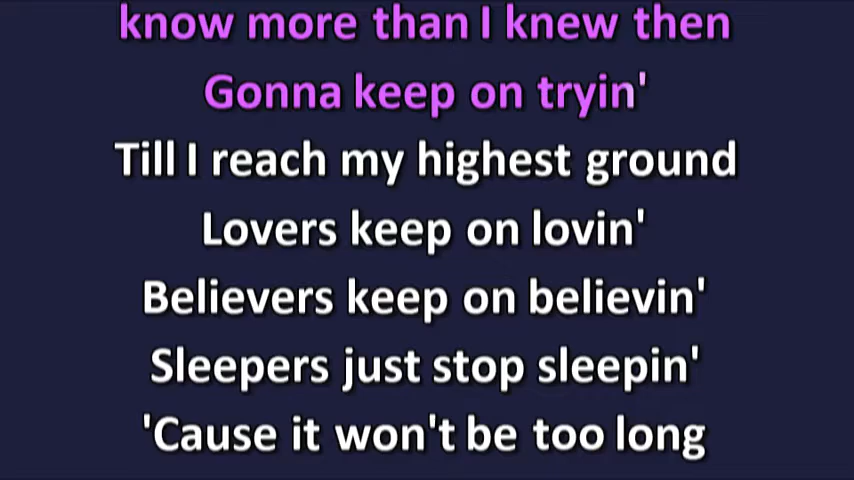 know more than I knew then
Gonna keep on tryin'
Till I reach my highest ground
Lovers keep on lovin'
Believers keep on believin'
Sleepers just stop sleepin'
'Cause it won't be too long